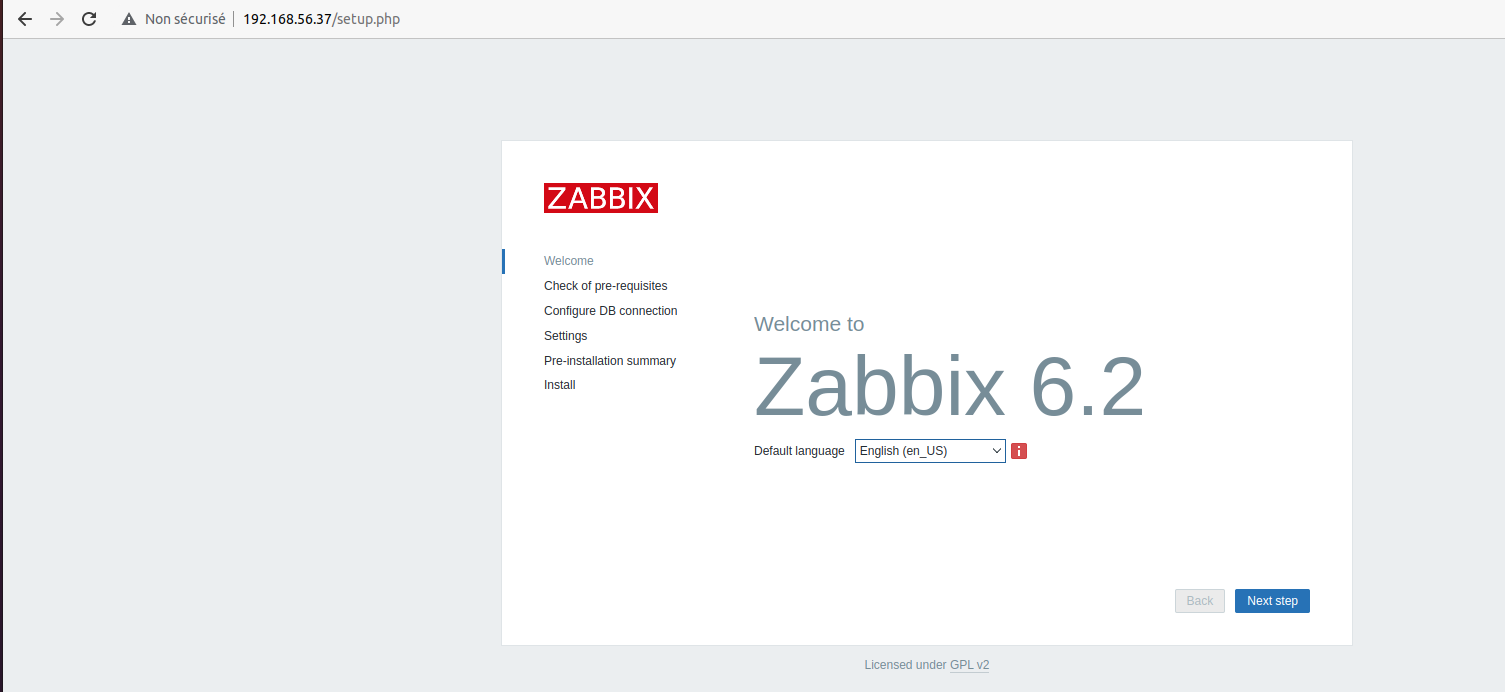 Non sécurisé 192.168.56.37/setup.php
ZABBIX
Welcome
Check of pre-requisites
Configure DB connection
Settings
Pre-installation summary
Install
Welcome to
Zabbix 6.2
Default language English (en_US) i
Back Next step
Licensed under GPL v2